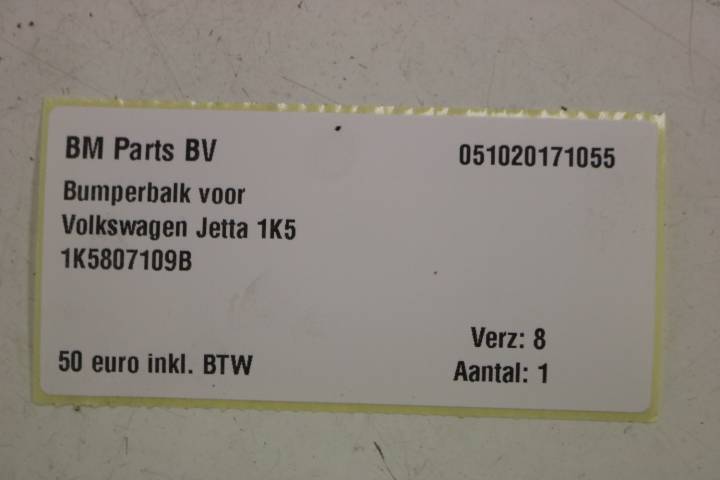 BM Parts BV
051020171055
Bumperbalk voor
Volkswagen Jetta 1K5
1K5807109B
Verz: 8
50 euro inkl. BTW
Aantal: 1